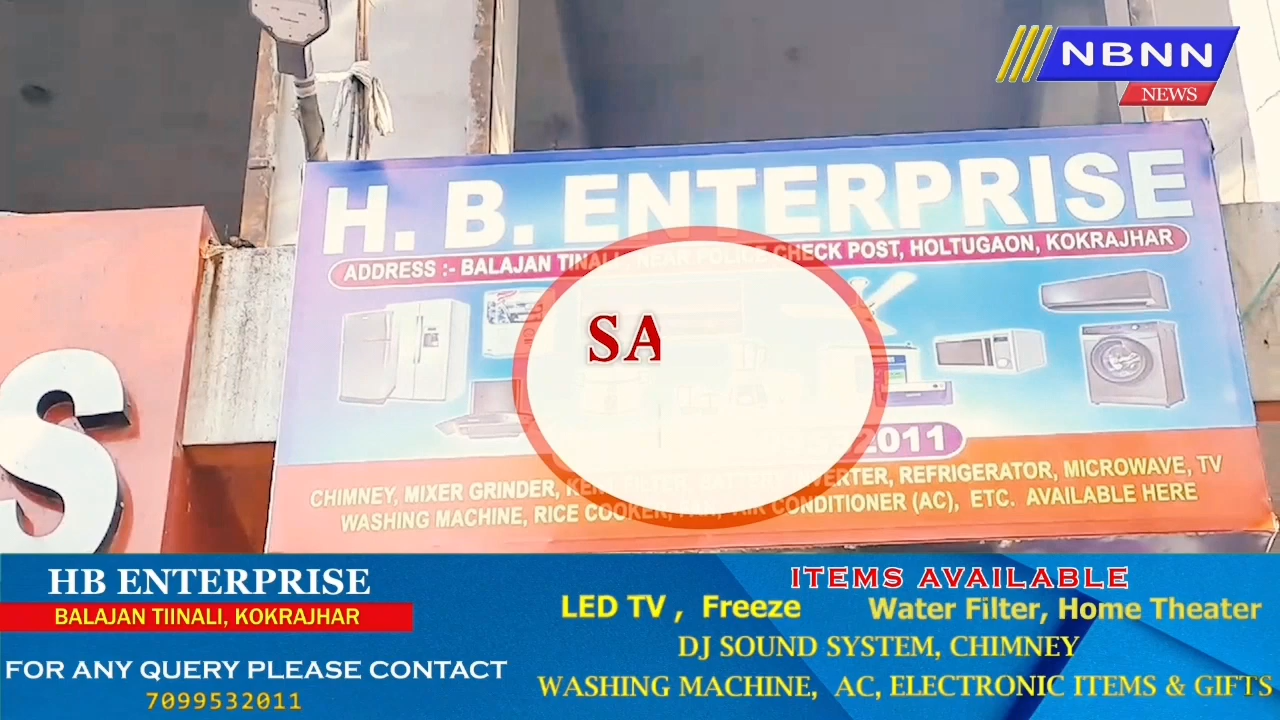 NBNN
NEWS
H. B. ENTERPRISE
ADDRESS :- BALAJAN TINALI, NEAR POLICE CHECK POST, HOLTUGAON, KOKRAJHAR
SA
2011
CHIMNEY, MIXER GRINDER, REFRIGERATOR, MICROWAVE, TV
WASHING MACHINE, RICE COOKER, FAN, AIR CONDITIONER (AC), ETC. AVAILABLE HERE
S
HB ENTERPRISE
BALAJAN TIINALI, KOKRAJHAR
FOR ANY QUERY PLEASE CONTACT
7099532011
ITEMS AVAILABLE
LED TV , Freeze Water Filter, Home Theater
DJ SOUND SYSTEM, CHIMNEY
WASHING MACHINE, AC, ELECTRONIC ITEMS & GIFTS